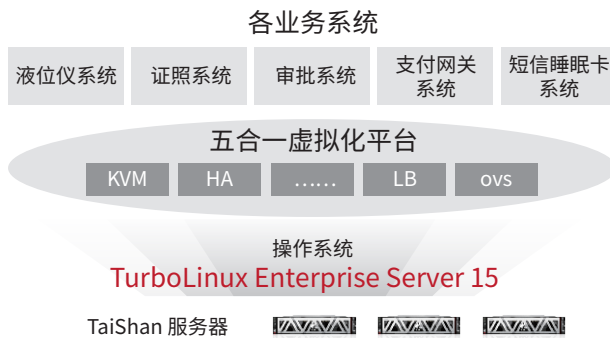 各业务系统
液位仪系统
证照系统
审批系统
支付网关
系统
短信睡眠卡
系统
五合一虚拟化平台
KVM
HA
……
LB
ovs
操作系统
TurboLinux Enterprise Server 15
TaiShan 服务器